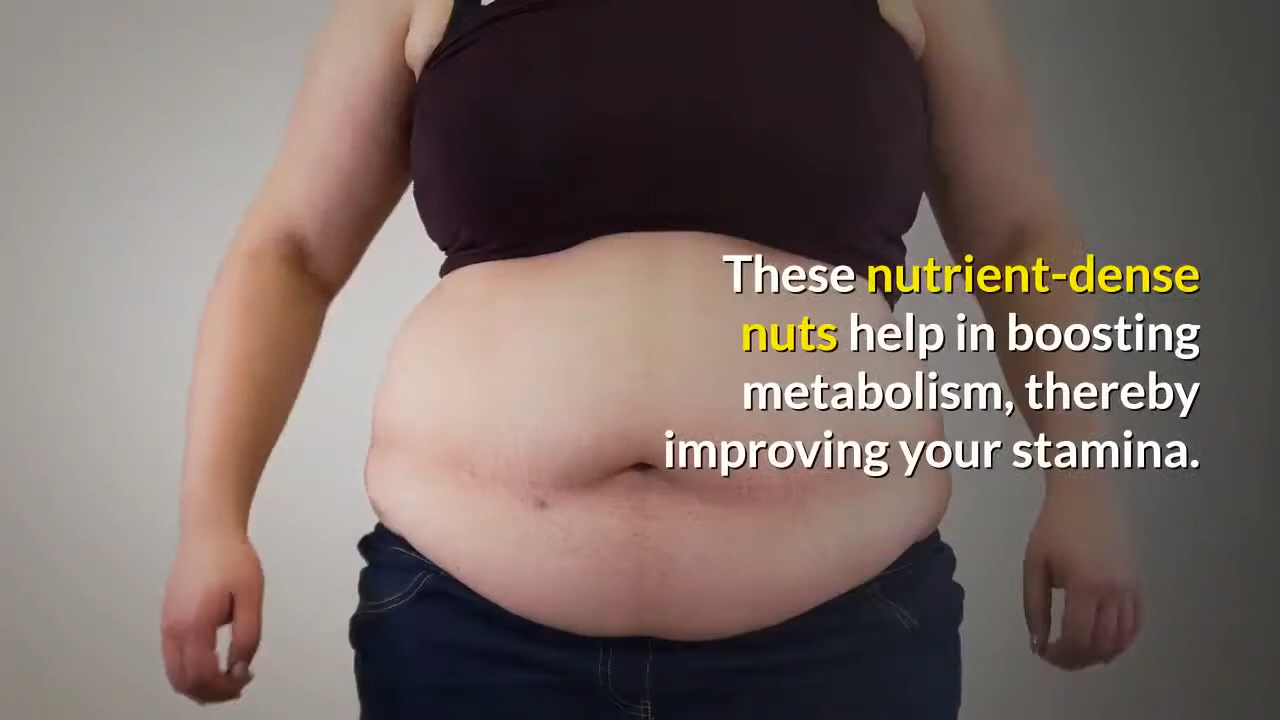 These nutrient-dense
nuts help in boosting
metabolism, thereby
improving your stamina.